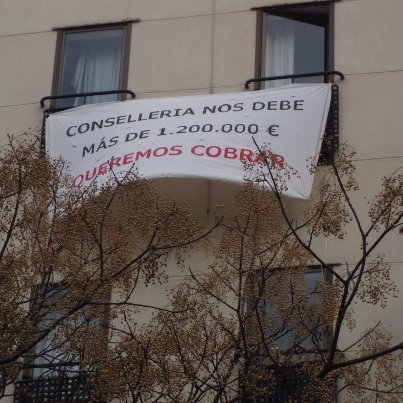 CONSELLERIA NOS DEBE
MÁS DE 1.200.000 €
QUEREMOS COBRAR